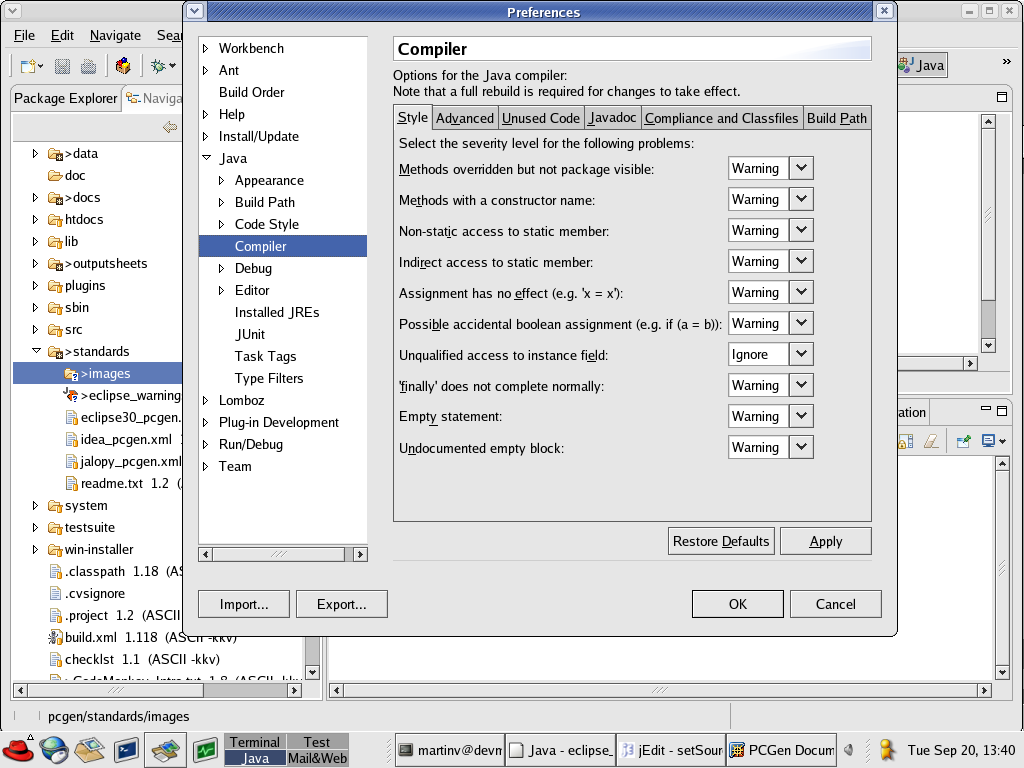 Preferences
File Edit Navigate
Java
Package Explorer
>data
doc
>docs
htdocs
lib
>outputsheets
plugins
sbin
src
>standards
>images
>eclipse_warning
eclipse30_pcgen.
idea_pcgen.xml
jalopy_pcgen.xml
readme.txt 1.2
system
testsuite
win-installer
.classpath 1.18
.cvsignore
.project 1.2 (ASCII
build.xml 1.118 (ASCII -kkv)
checklst 1.1 (ASCII -kkv)
pcgen/standards/images
Workbench
Ant
Build Order
Help
Install/Update
Java
Appearance
Build Path
Code Style
Compiler
Debug
Editor
Installed JREs
JUnit
Task Tags
Type Filters
Lomboz
Plug-in Development
Run/Debug
Team
Import...
Export...
Compiler
Options for the Java compiler:
Note that a full rebuild is required for changes to take effect.
Style Advanced Unused Code Javadoc Compliance and Classfiles Build Path
Select the severity level for the following problems:
Methods overridden but not package visible: Warning
Methods with a constructor name: Warning
Non-static access to static member: Warning
Indirect access to static member: Warning
Assignment has no effect (e.g. 'x = x'): Warning
Possible accidental boolean assignment (e.g. if (a = b)): Warning
Unqualified access to instance field: Ignore
'finally' does not complete normally: Warning
Empty statement: Warning
Undocumented empty block: Warning
Restore Defaults
Apply
OK
Cancel
Terminal Test
Java Mail&Web
martinv@devm
Java - eclipse_
jEdit - setSour
PCGen Docum
Tue Sep 20, 13:40